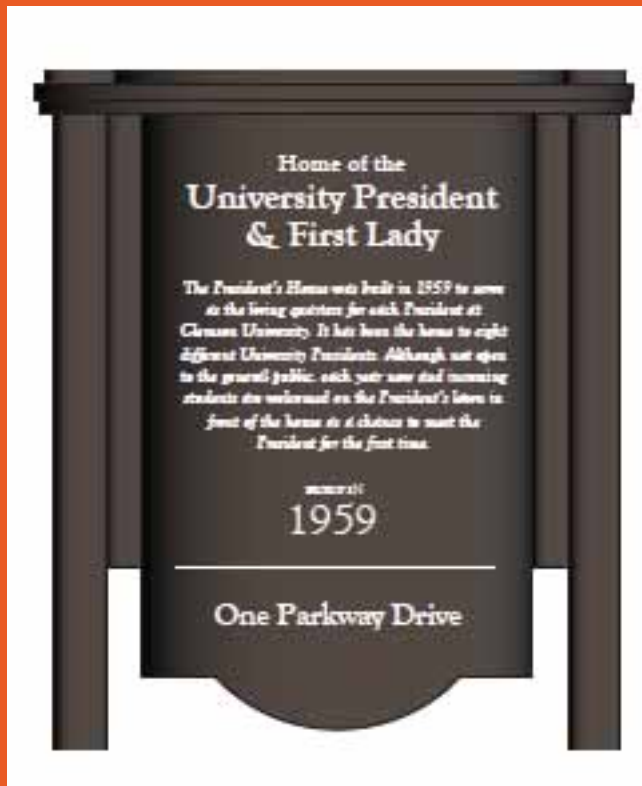 Home of the
University President
& First Lady
The President's House was built in 1959 to serve
as the living quarters for each President at
Clemson University. It has been the home to eight
different University Presidents. Although not open
to the general public, each year new and incoming
students are welcomed on the President's lawn in
front of the home as a chance to meet the
President for the first time.
1959
One Parkway Drive